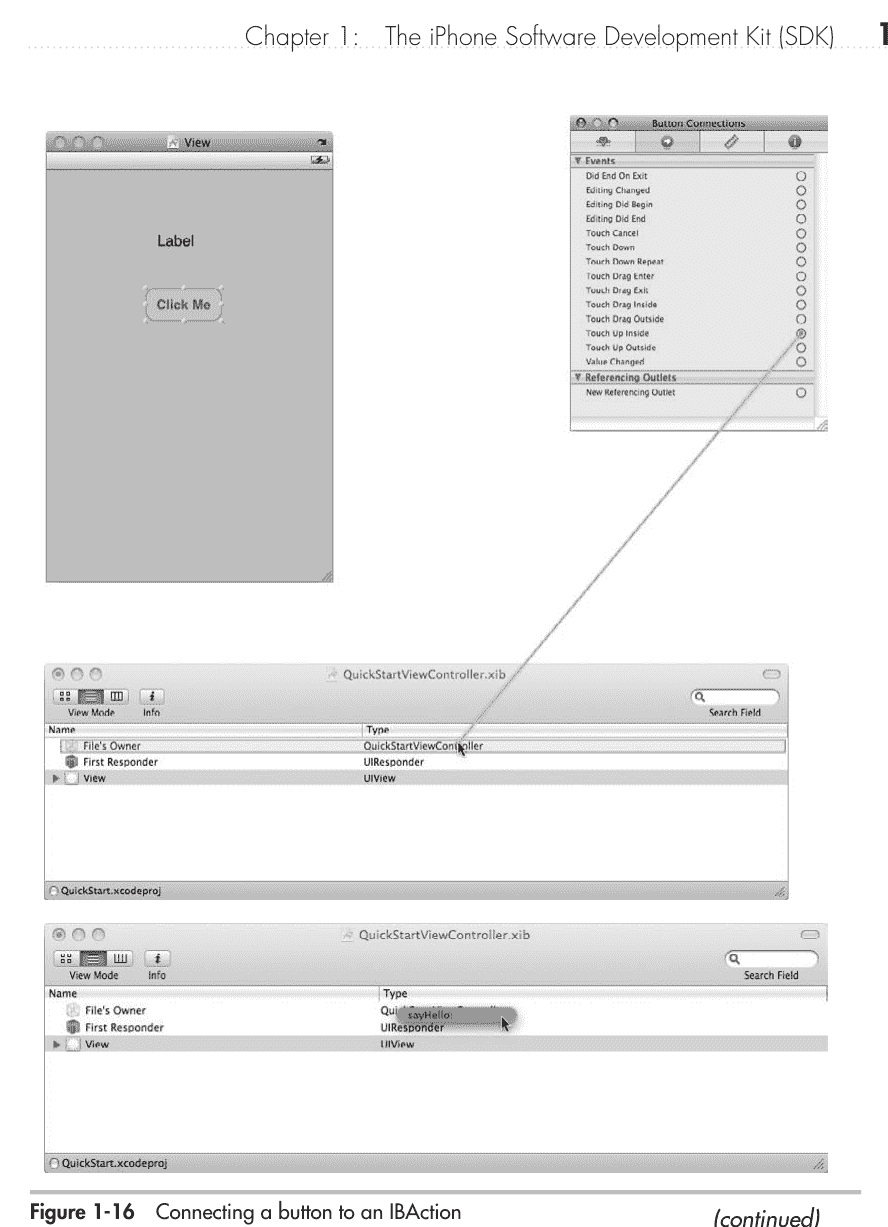 Chapter 1: The iPhone Software Development Kit (SDK) 1
View
Label
Click Me
Button Connections
Events
Did End On Exit
Editing Changed
Editing Did Begin
Editing Did End
Touch Cancel
Touch Down
Touch Down Repeat
Touch Drag Enter
Touch Drag Exit
Touch Drag Inside
Touch Drag Outside
Touch Up Inside
Touch Up Outside
Value Changed
Referencing Outlets
New Referencing Outlet
QuickStartViewController.xib
View Mode Info Search Field
Name Type
File's Owner QuickStartViewController
First Responder UIResponder
View UIView
QuickStart.xcodeproj
QuickStartViewController.xib
View Mode Info Search Field
Name Type
File's Owner
sayHello:
First Responder UIResponder
View UIView
QuickStart.xcodeproj
Figure 1-16 Connecting a button to an IBAction
(continued)